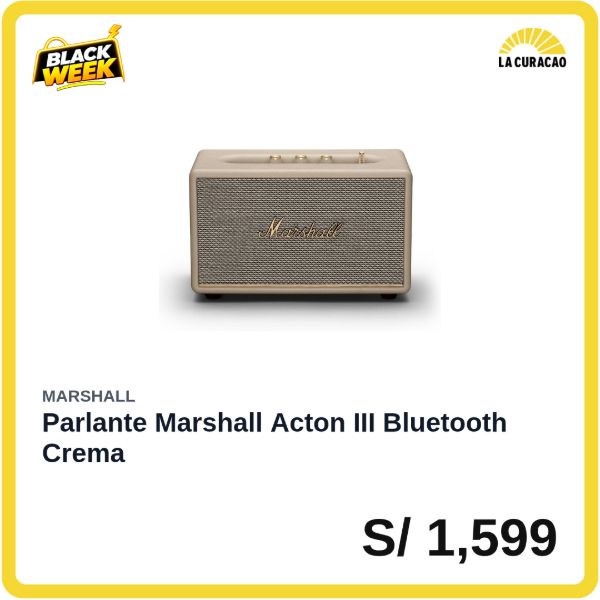 BLACK
WEEK
LA CURACAO
Marshall
MARSHALL
Parlante Marshall Acton III Bluetooth
Crema
S/ 1,599